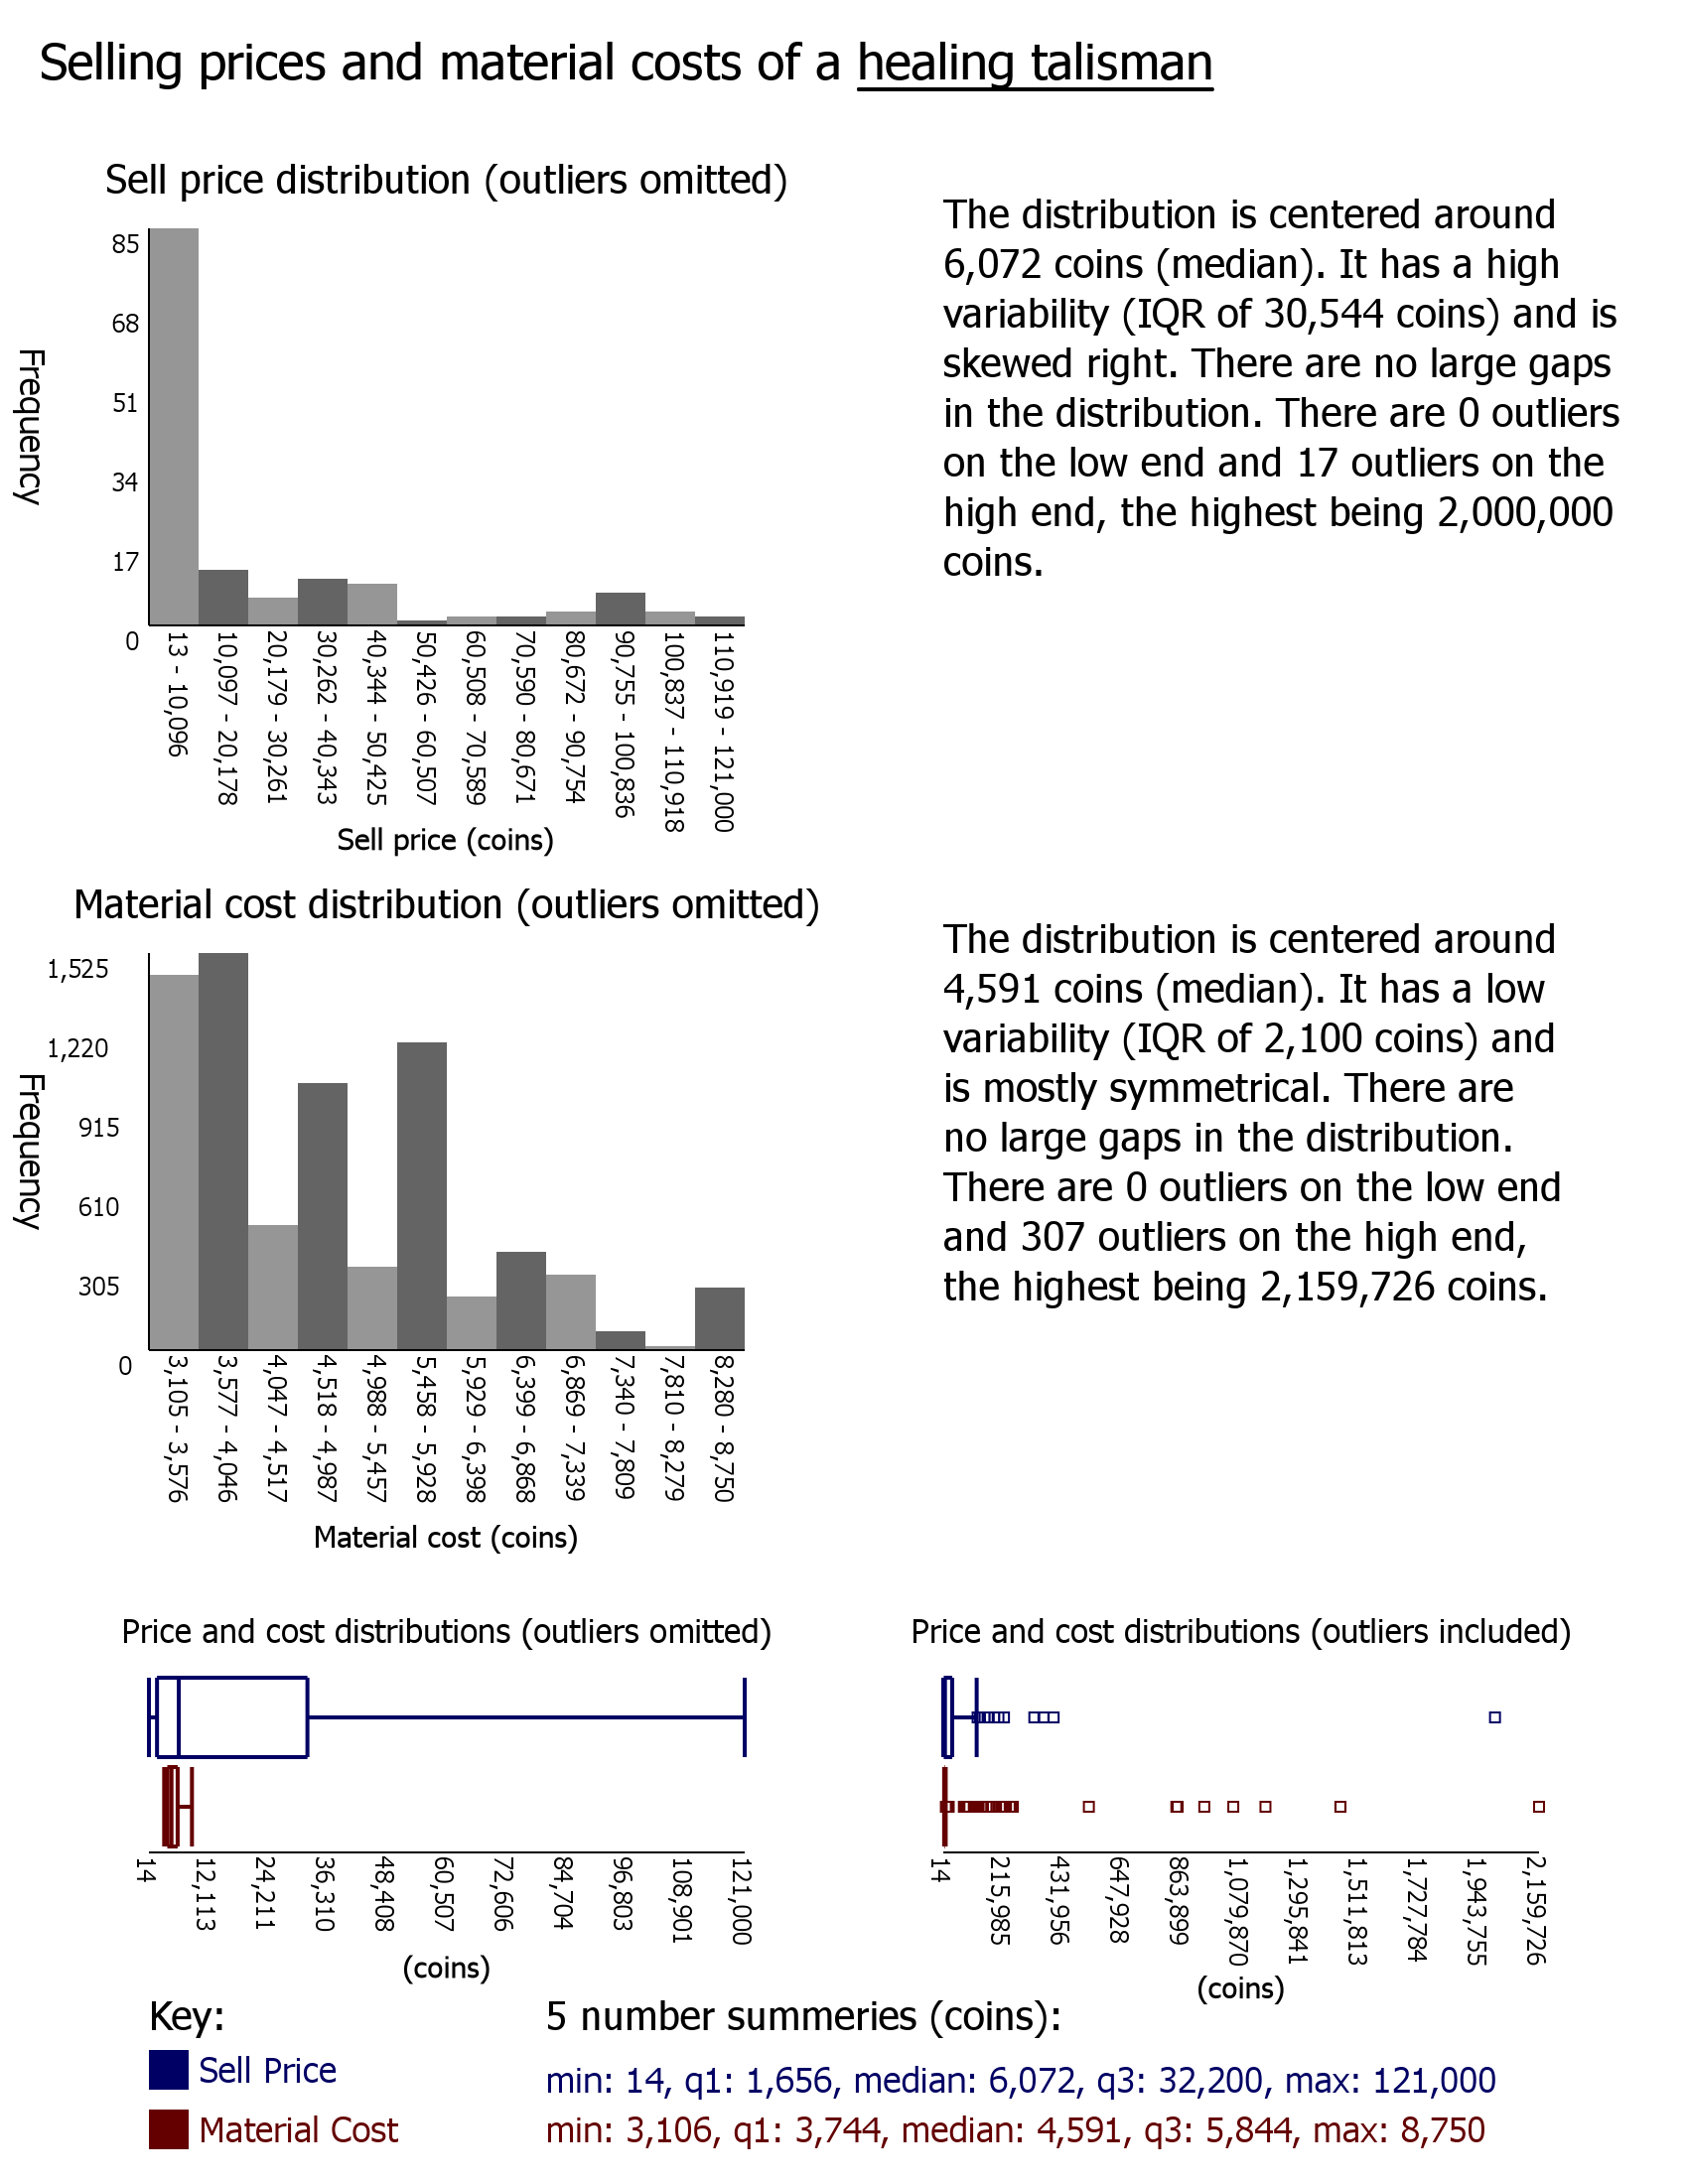 Selling prices and material costs of a healing talisman
Sell price distribution (outliers omitted)
85
68
51
34
17
0
Frequency
13 - 10,096
10,097 - 20,178
20,179 - 30,261
30,262 - 40,343
40,344 - 50,425
50,426 - 60,507
60,508 - 70,589
70,590 - 80,671
80,672 - 90,754
90,755 - 100,836
100,837 - 110,918
110,919 - 121,000
Sell price (coins)
The distribution is centered around
6,072 coins (median). It has a high
variability (IQR of 30,544 coins) and is
skewed right. There are no large gaps
in the distribution. There are 0 outliers
on the low end and 17 outliers on the
high end, the highest being 2,000,000
coins.
Material cost distribution (outliers omitted)
1,525
1,220
915
610
305
0
Frequency
3,105 - 3,576
3,577 - 4,046
4,047 - 4,517
4,518 - 4,987
4,988 - 5,457
5,458 - 5,928
5,929 - 6,398
6,399 - 6,868
6,869 - 7,339
7,340 - 7,809
7,810 - 8,279
8,280 - 8,750
Material cost (coins)
The distribution is centered around
4,591 coins (median). It has a low
variability (IQR of 2,100 coins) and
is mostly symmetrical. There are
no large gaps in the distribution.
There are 0 outliers on the low end
and 307 outliers on the high end,
the highest being 2,159,726 coins.
Price and cost distributions (outliers omitted)
14
12,113
24,211
36,310
48,408
60,507
72,606
84,704
96,803
108,901
121,000
(coins)
Price and cost distributions (outliers included)
14
215,985
431,956
647,928
863,899
1,079,870
1,295,841
1,511,813
1,727,784
1,943,755
2,159,726
(coins)
Key:
Sell Price
Material Cost
5 number summeries (coins):
min: 14, q1: 1,656, median: 6,072, q3: 32,200, max: 121,000
min: 3,106, q1: 3,744, median: 4,591, q3: 5,844, max: 8,750